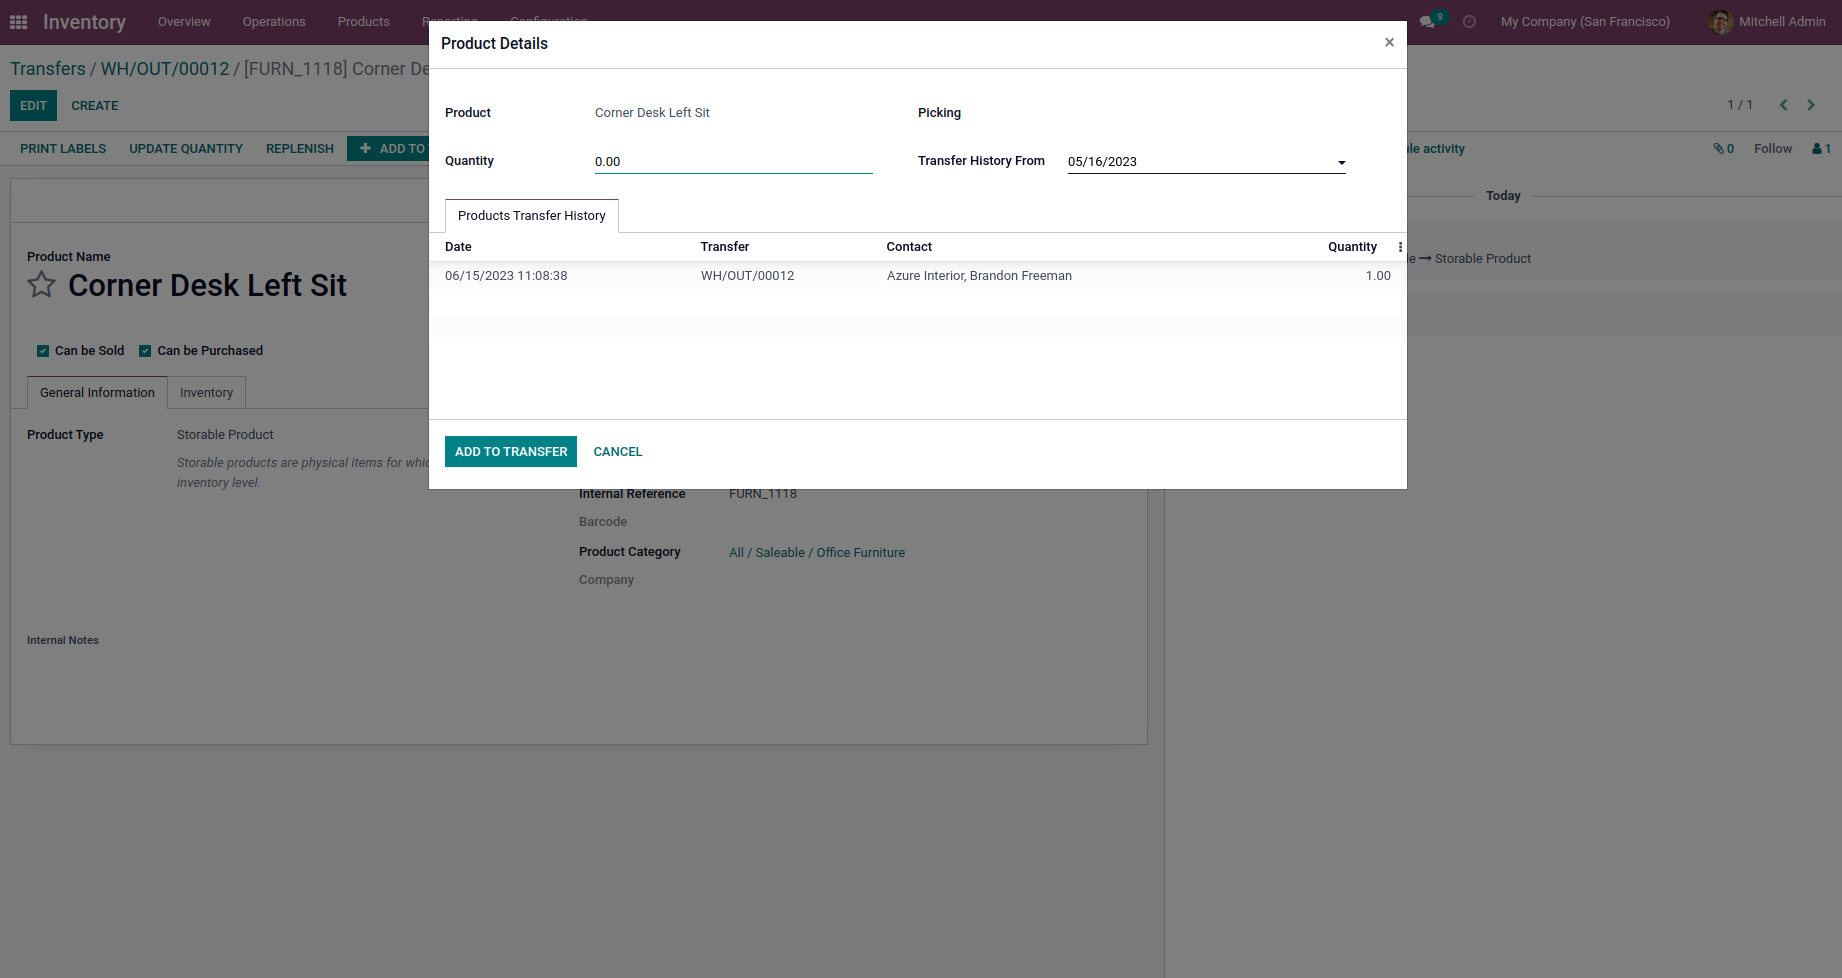 Inventory Overview Operations Products Reporting Configuration 9 My Company (San Francisco) Mitchell Admin
Transfers / WH/OUT/00012 / [FURN_1118] Corner De
EDIT CREATE
1 / 1
PRINT LABELS UPDATE QUANTITY REPLENISH ADD TO
le activity 0 Follow 1
Today
le → Storable Product
Product Name
Corner Desk Left Sit
Can be Sold Can be Purchased
General Information Inventory
Product Type Storable Product
Storable products are physical items for whic
inventory level.
Internal Reference FURN_1118
Barcode
Product Category All / Saleable / Office Furniture
Company
Internal Notes
Product Details ×
Product Corner Desk Left Sit Picking
Quantity 0.00 Transfer History From 05/16/2023
Products Transfer History
Date Transfer Contact Quantity
06/15/2023 11:08:38 WH/OUT/00012 Azure Interior, Brandon Freeman 1.00
ADD TO TRANSFER CANCEL